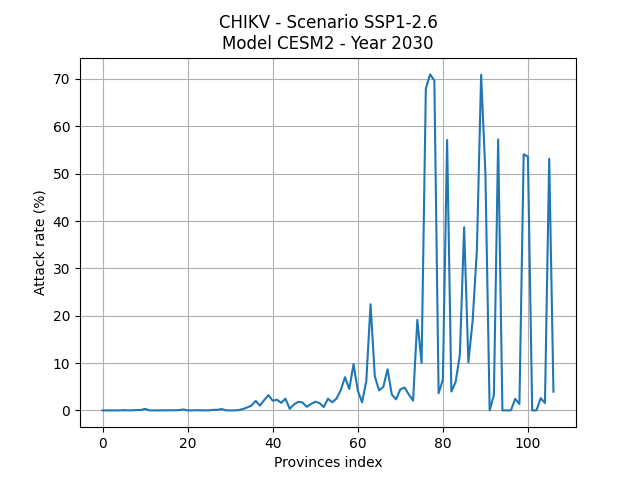 CHIKV - Scenario SSP1-2.6
Model CESM2 - Year 2030
70
60
50
40
30
20
10
0
Attack rate (%)
0 20 40 60 80 100
Provinces index